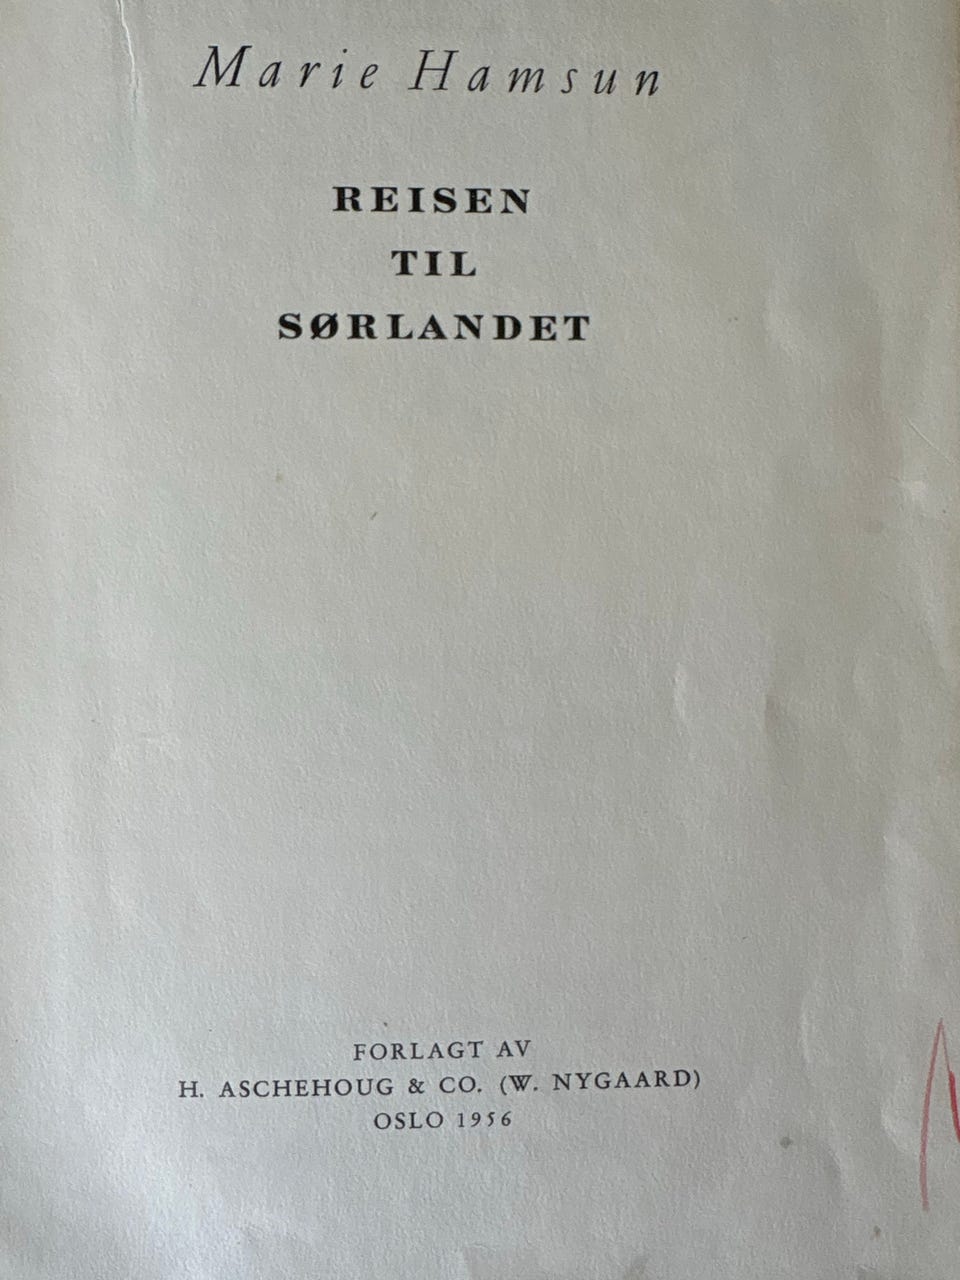 Marie Hamsun
REISEN
TIL
SØRLANDET
FORLAGT AV
H. ASCHEHOUG & CO. (W. NYGAARD)
OSLO 1956